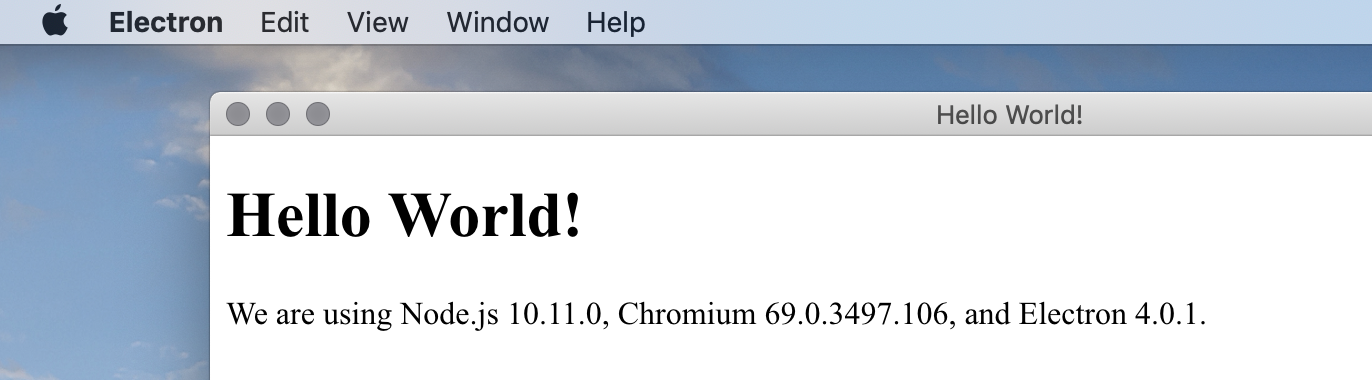 Electron Edit View Window Help
Hello World!
Hello World!
We are using Node.js 10.11.0, Chromium 69.0.3497.106, and Electron 4.0.1.